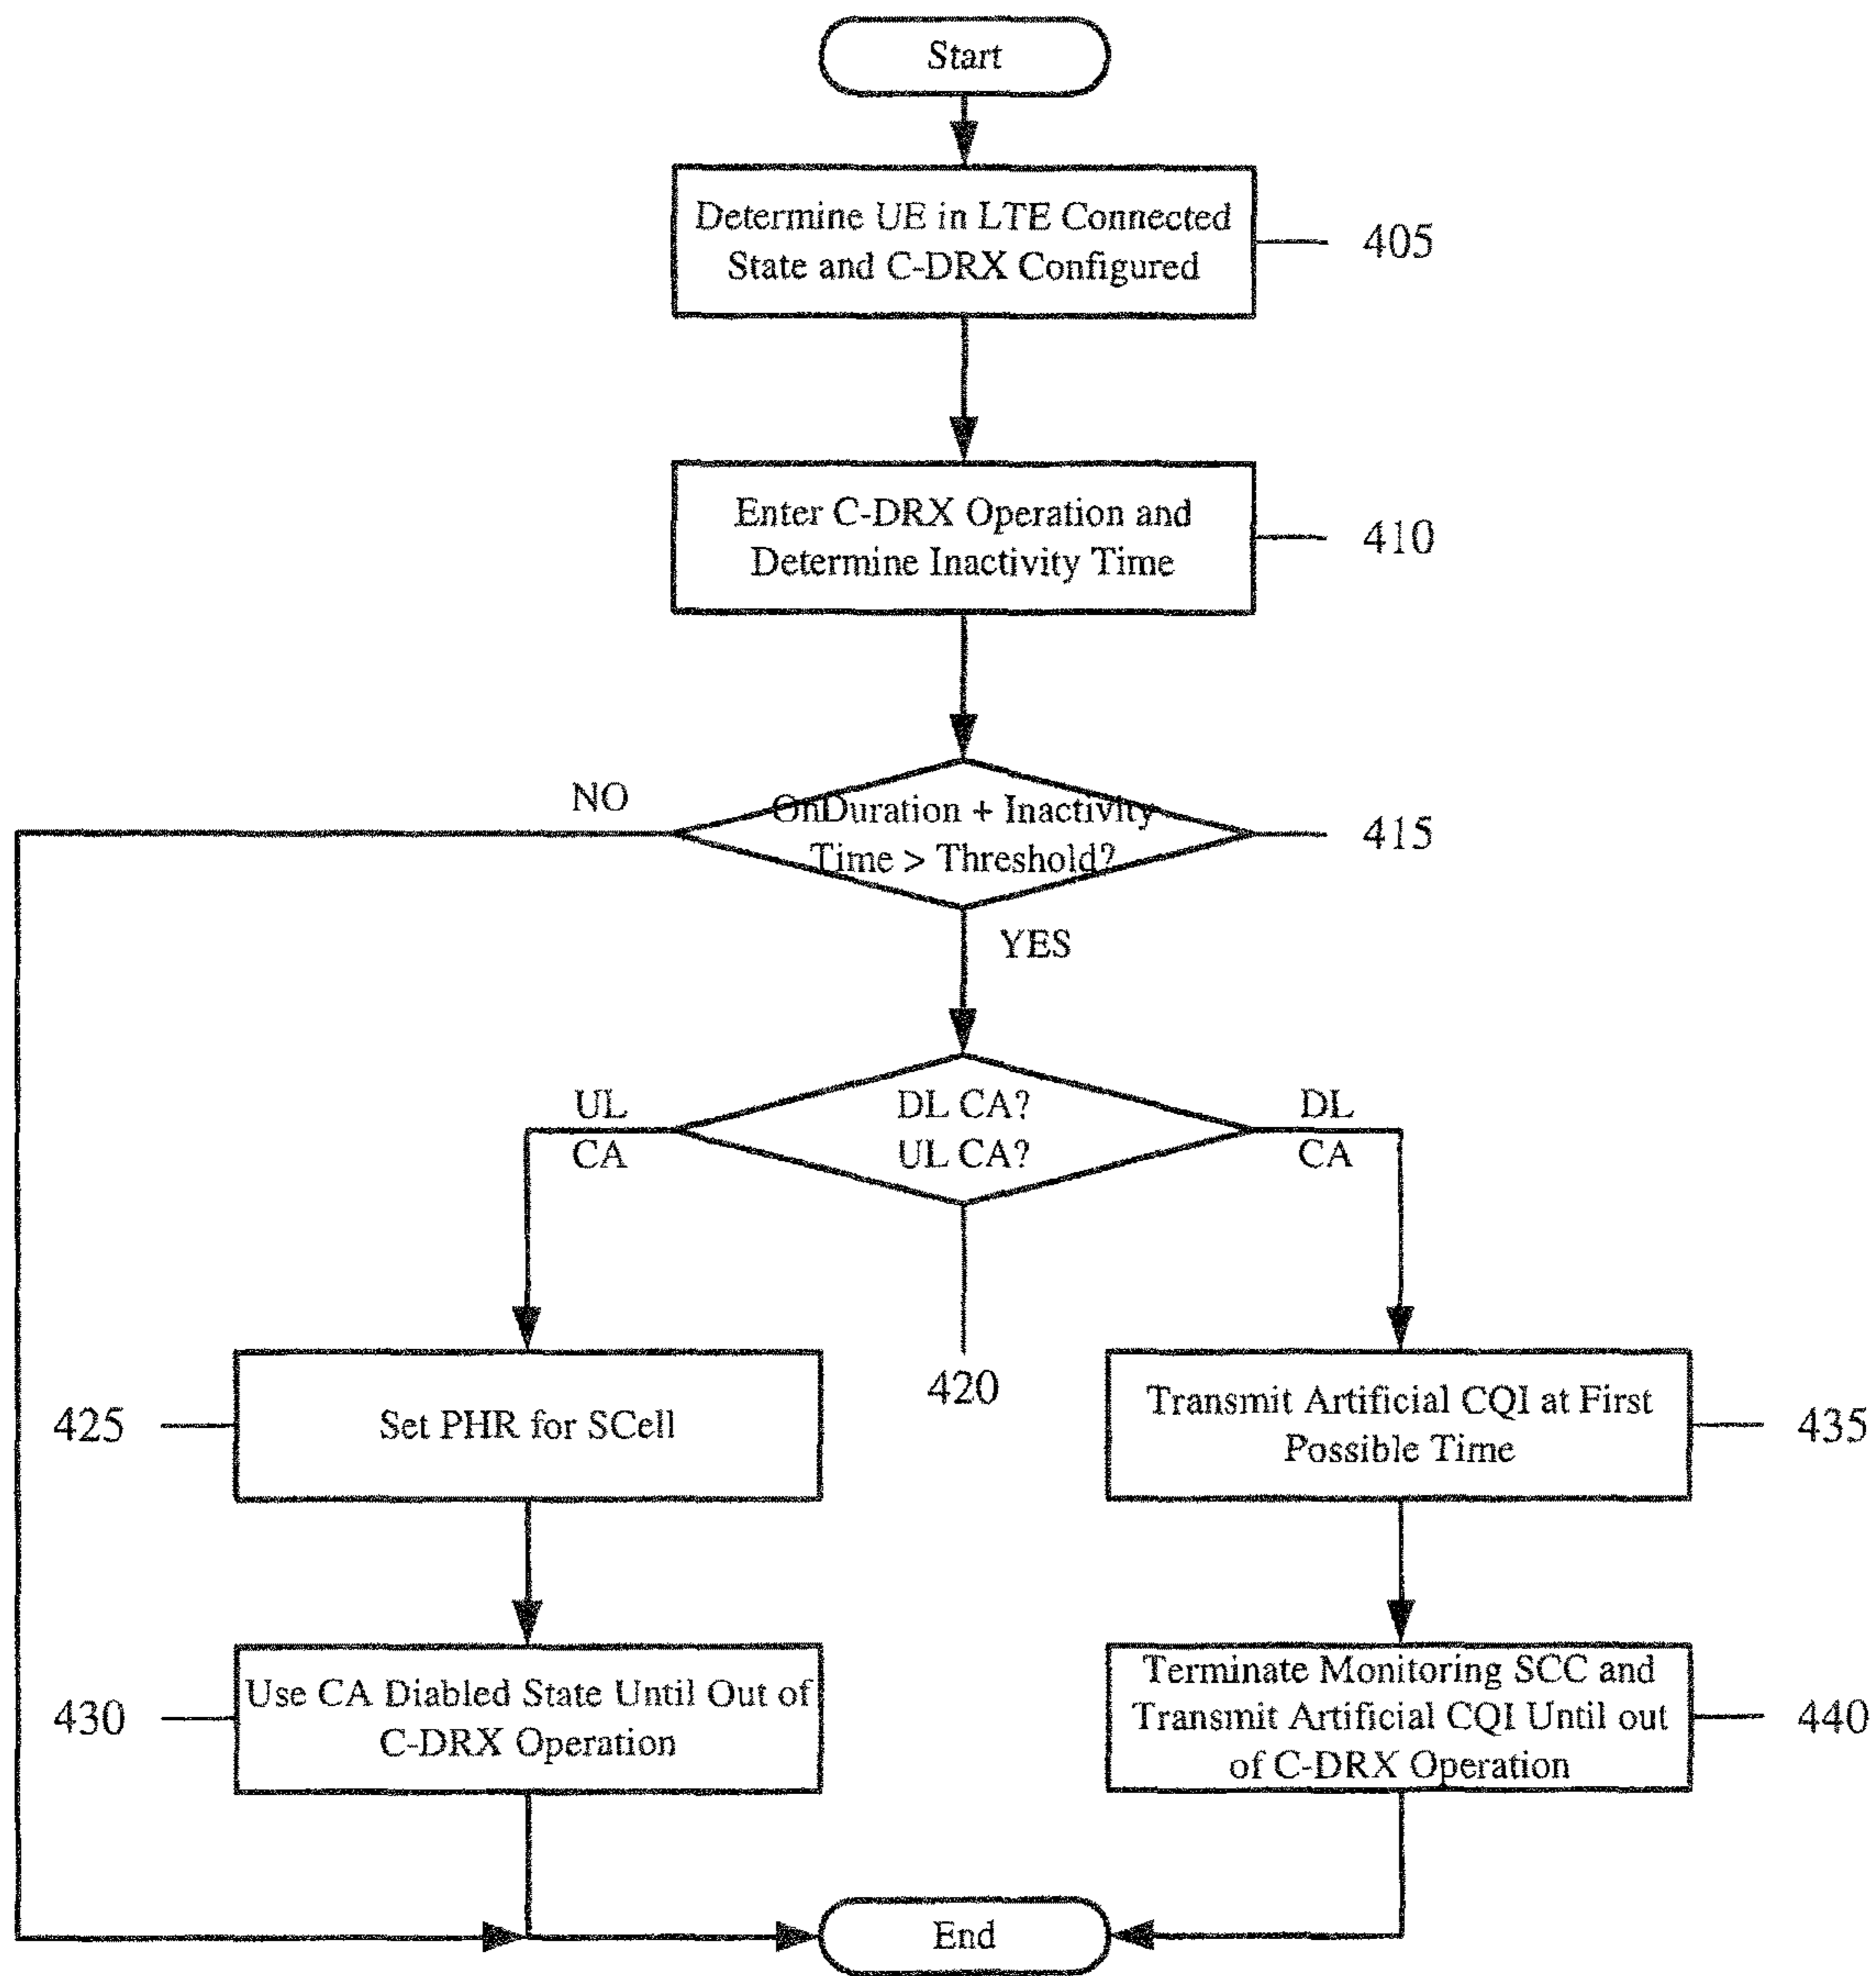 Start
Determine UE in LTE Connected
State and C-DRX Configured
405
Enter C-DRX Operation and
Determine Inactivity Time
410
NO
OnDuration + Inactivity
Time > Threshold?
415
YES
UL
CA
DL CA?
UL CA?
DL
CA
420
425
Set PHR for SCell
Transmit Artificial CQI at First
Possible Time
435
430
Use CA Diabled State Until Out of
C-DRX Operation
Terminate Monitoring SCC and
Transmit Artificial CQI Until out
of C-DRX Operation
440
End